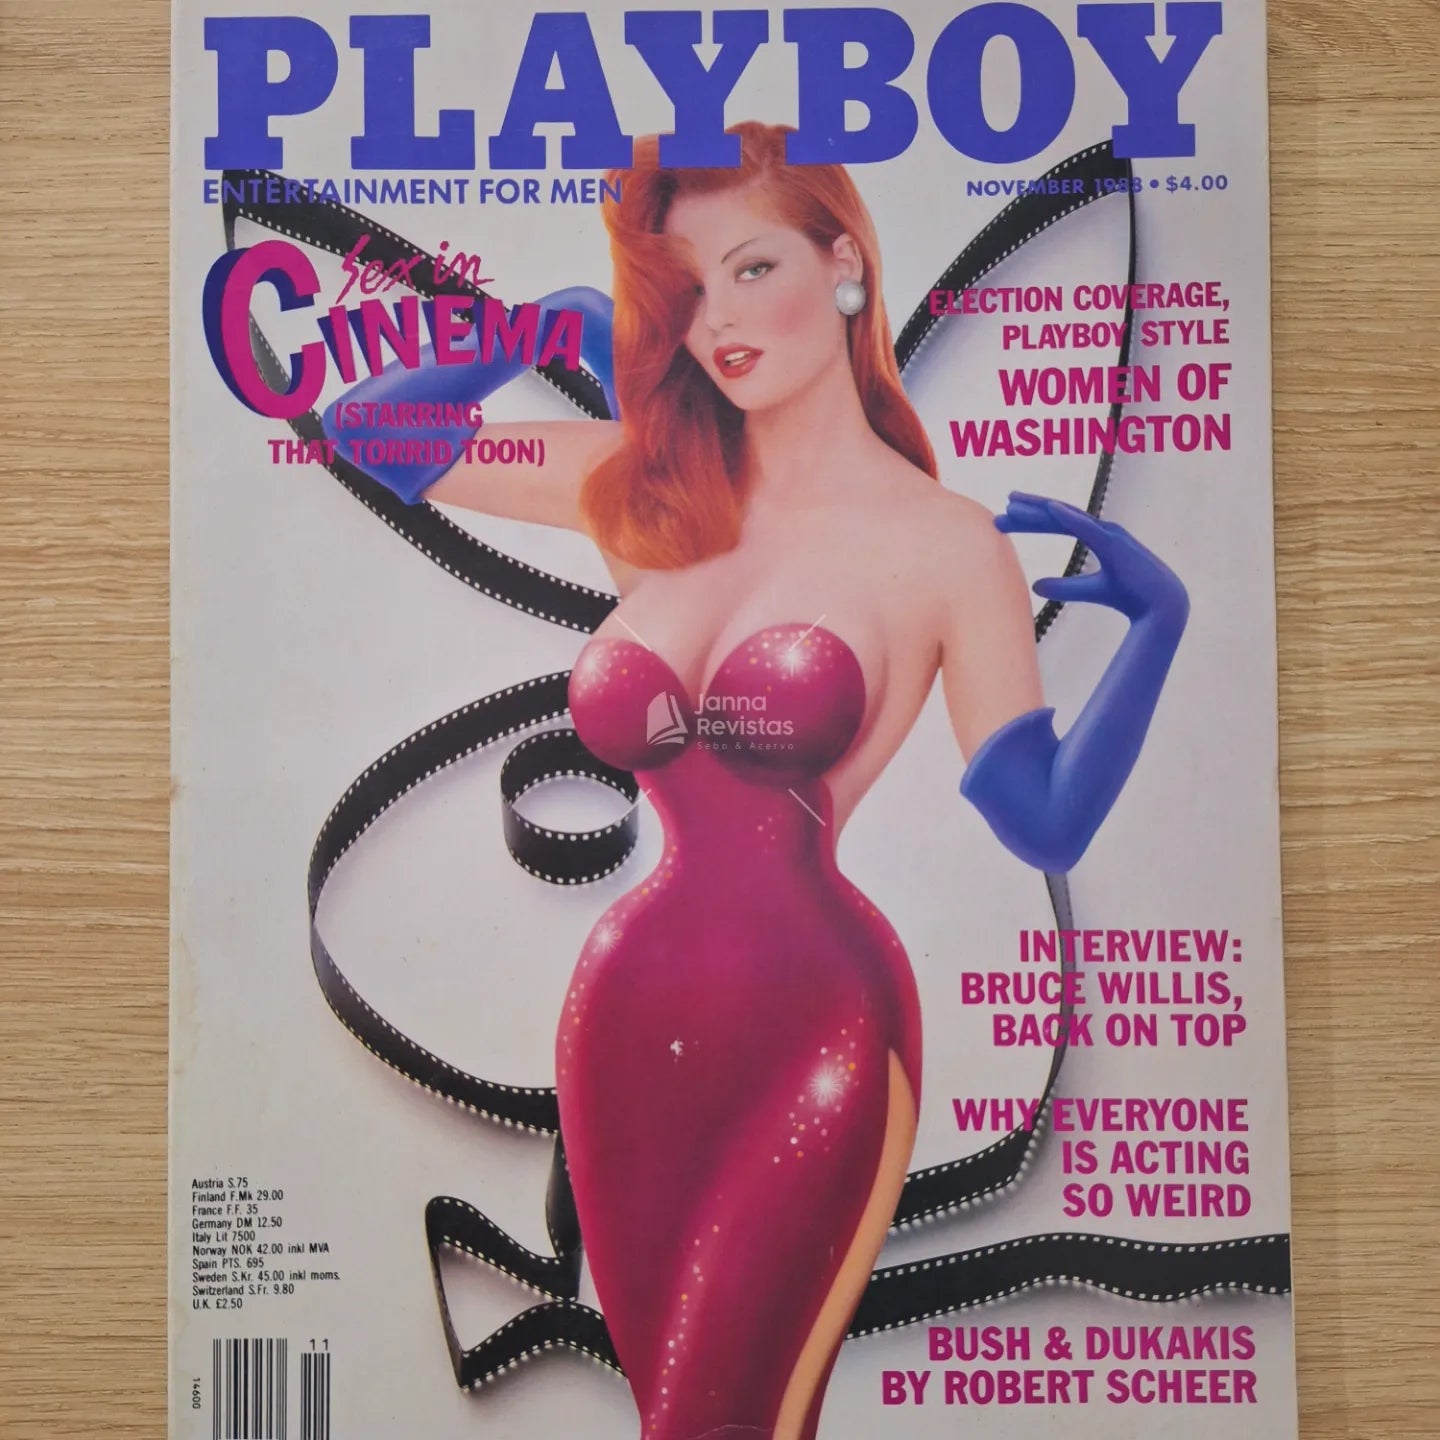 PLAYBOY
ENTERTAINMENT FOR MEN
NOVEMBER 1988 • $4.00
Sex in
CINEMA
(STARRING
THAT TORRID TOON)
ELECTION COVERAGE,
PLAYBOY STYLE
WOMEN OF
WASHINGTON
Janna
Revistas
Sebo & Acervo
INTERVIEW:
BRUCE WILLIS,
BACK ON TOP
WHY EVERYONE
IS ACTING
SO WEIRD
BUSH & DUKAKIS
BY ROBERT SCHEER
Austria S.75
Finland F.Mk 29.00
France F.F. 35
Germany DM 12.50
Italy Lit 7500
Norway NOK 42.00 inkl MVA
Spain PTS. 695
Sweden S.Kr. 45.00 inkl moms.
Switzerland S.Fr. 9.80
U.K. £2.50
11
14600